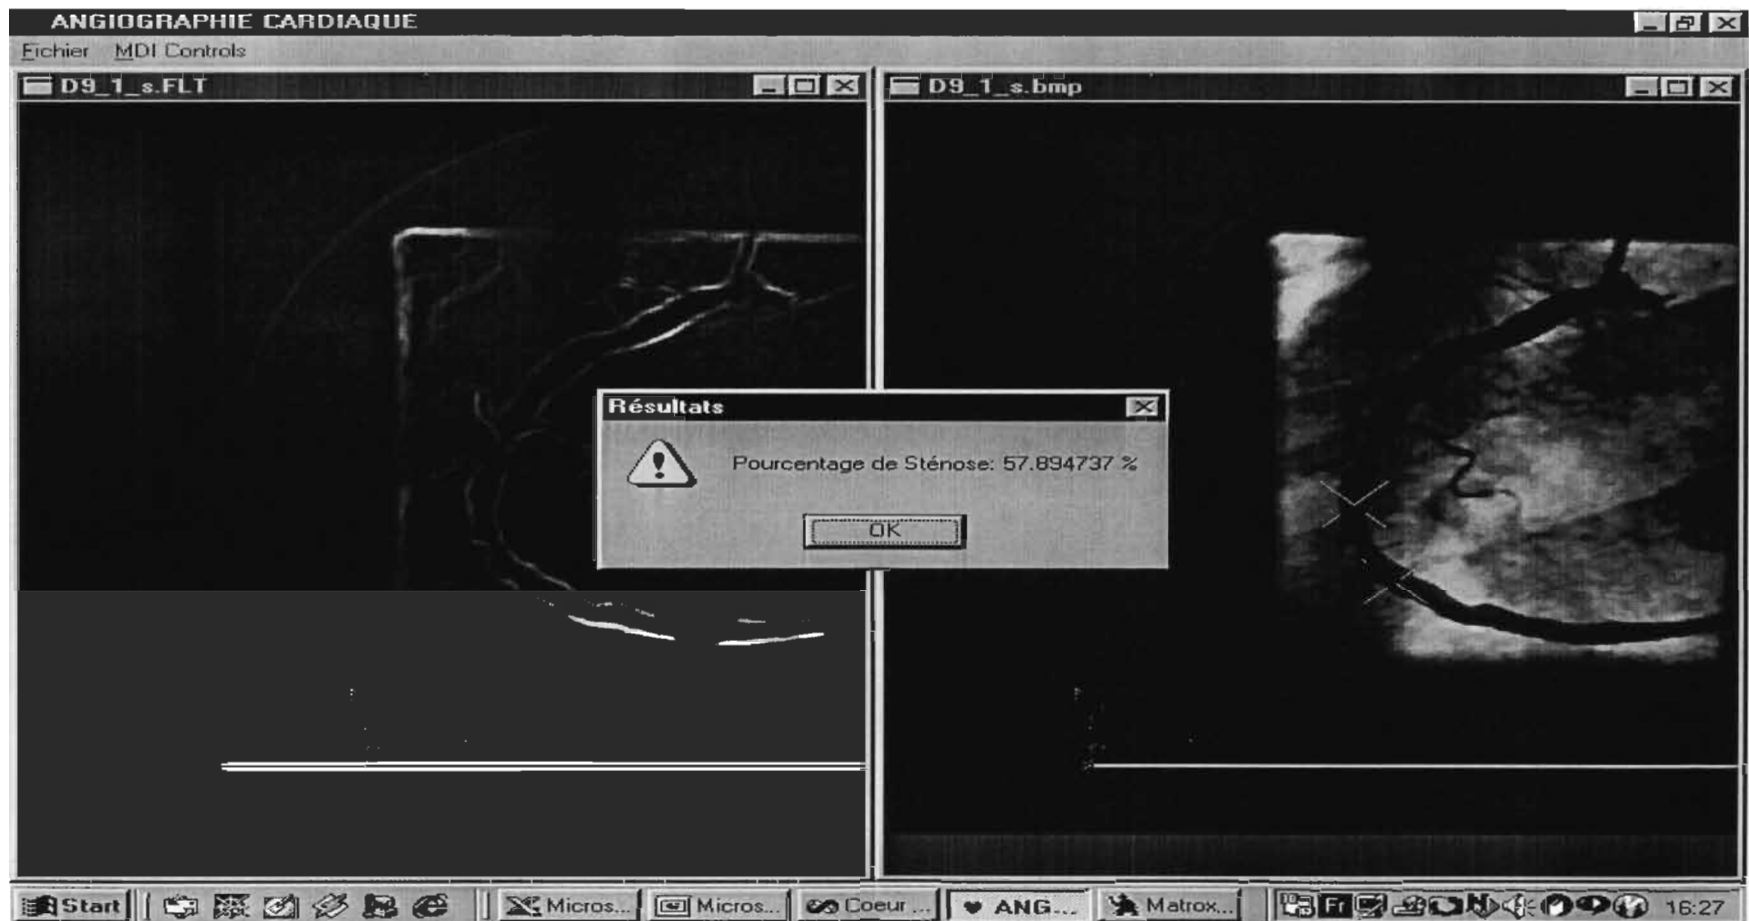 ANGIOGRAPHIE CARDIAQUE
Fichier MDI Controls
D9_1_s.FLT
D9_1_s.bmp
Résultats
Pourcentage de Sténose: 57.894737 %
OK
Start
Micros...
Micros...
Coeur ...
ANG...
Matrox...
16:27